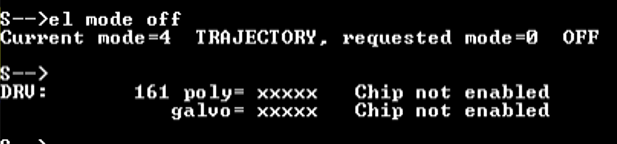 S-->el mode off
Current mode=4  TRAJECTORY, requested mode=0  OFF
S-->
DRV:       161 poly= xxxxx   Chip not enabled
              galvo= xxxxx   Chip not enabled
S-->